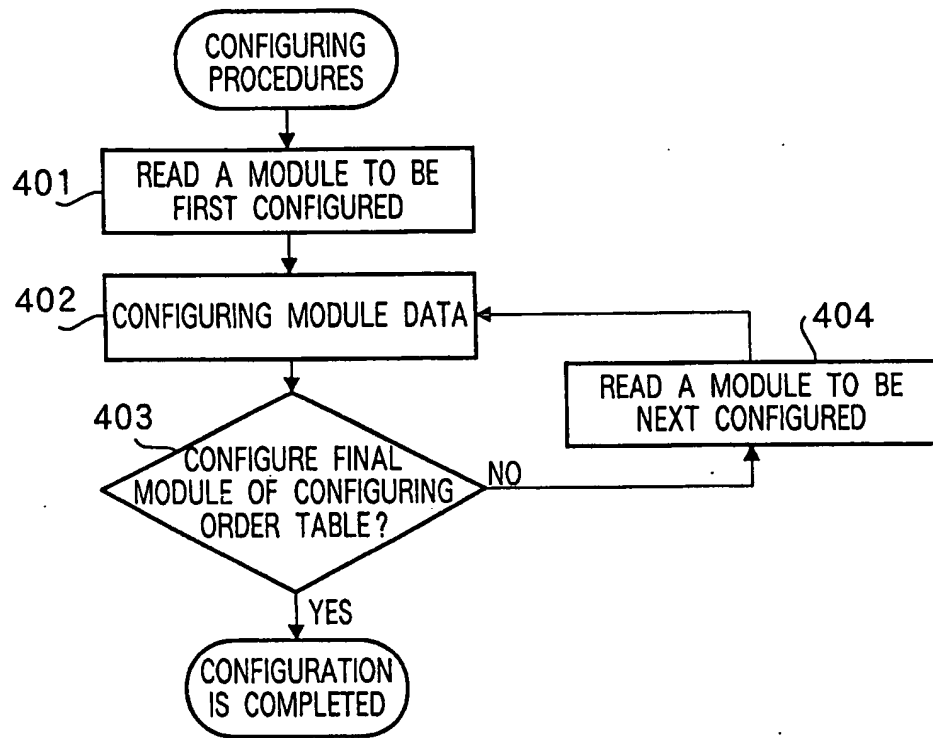 CONFIGURING
PROCEDURES
401
READ A MODULE TO BE
FIRST CONFIGURED
402
CONFIGURING MODULE DATA
404
READ A MODULE TO BE
NEXT CONFIGURED
403
CONFIGURE FINAL
MODULE OF CONFIGURING
ORDER TABLE?
NO
YES
CONFIGURATION
IS COMPLETED